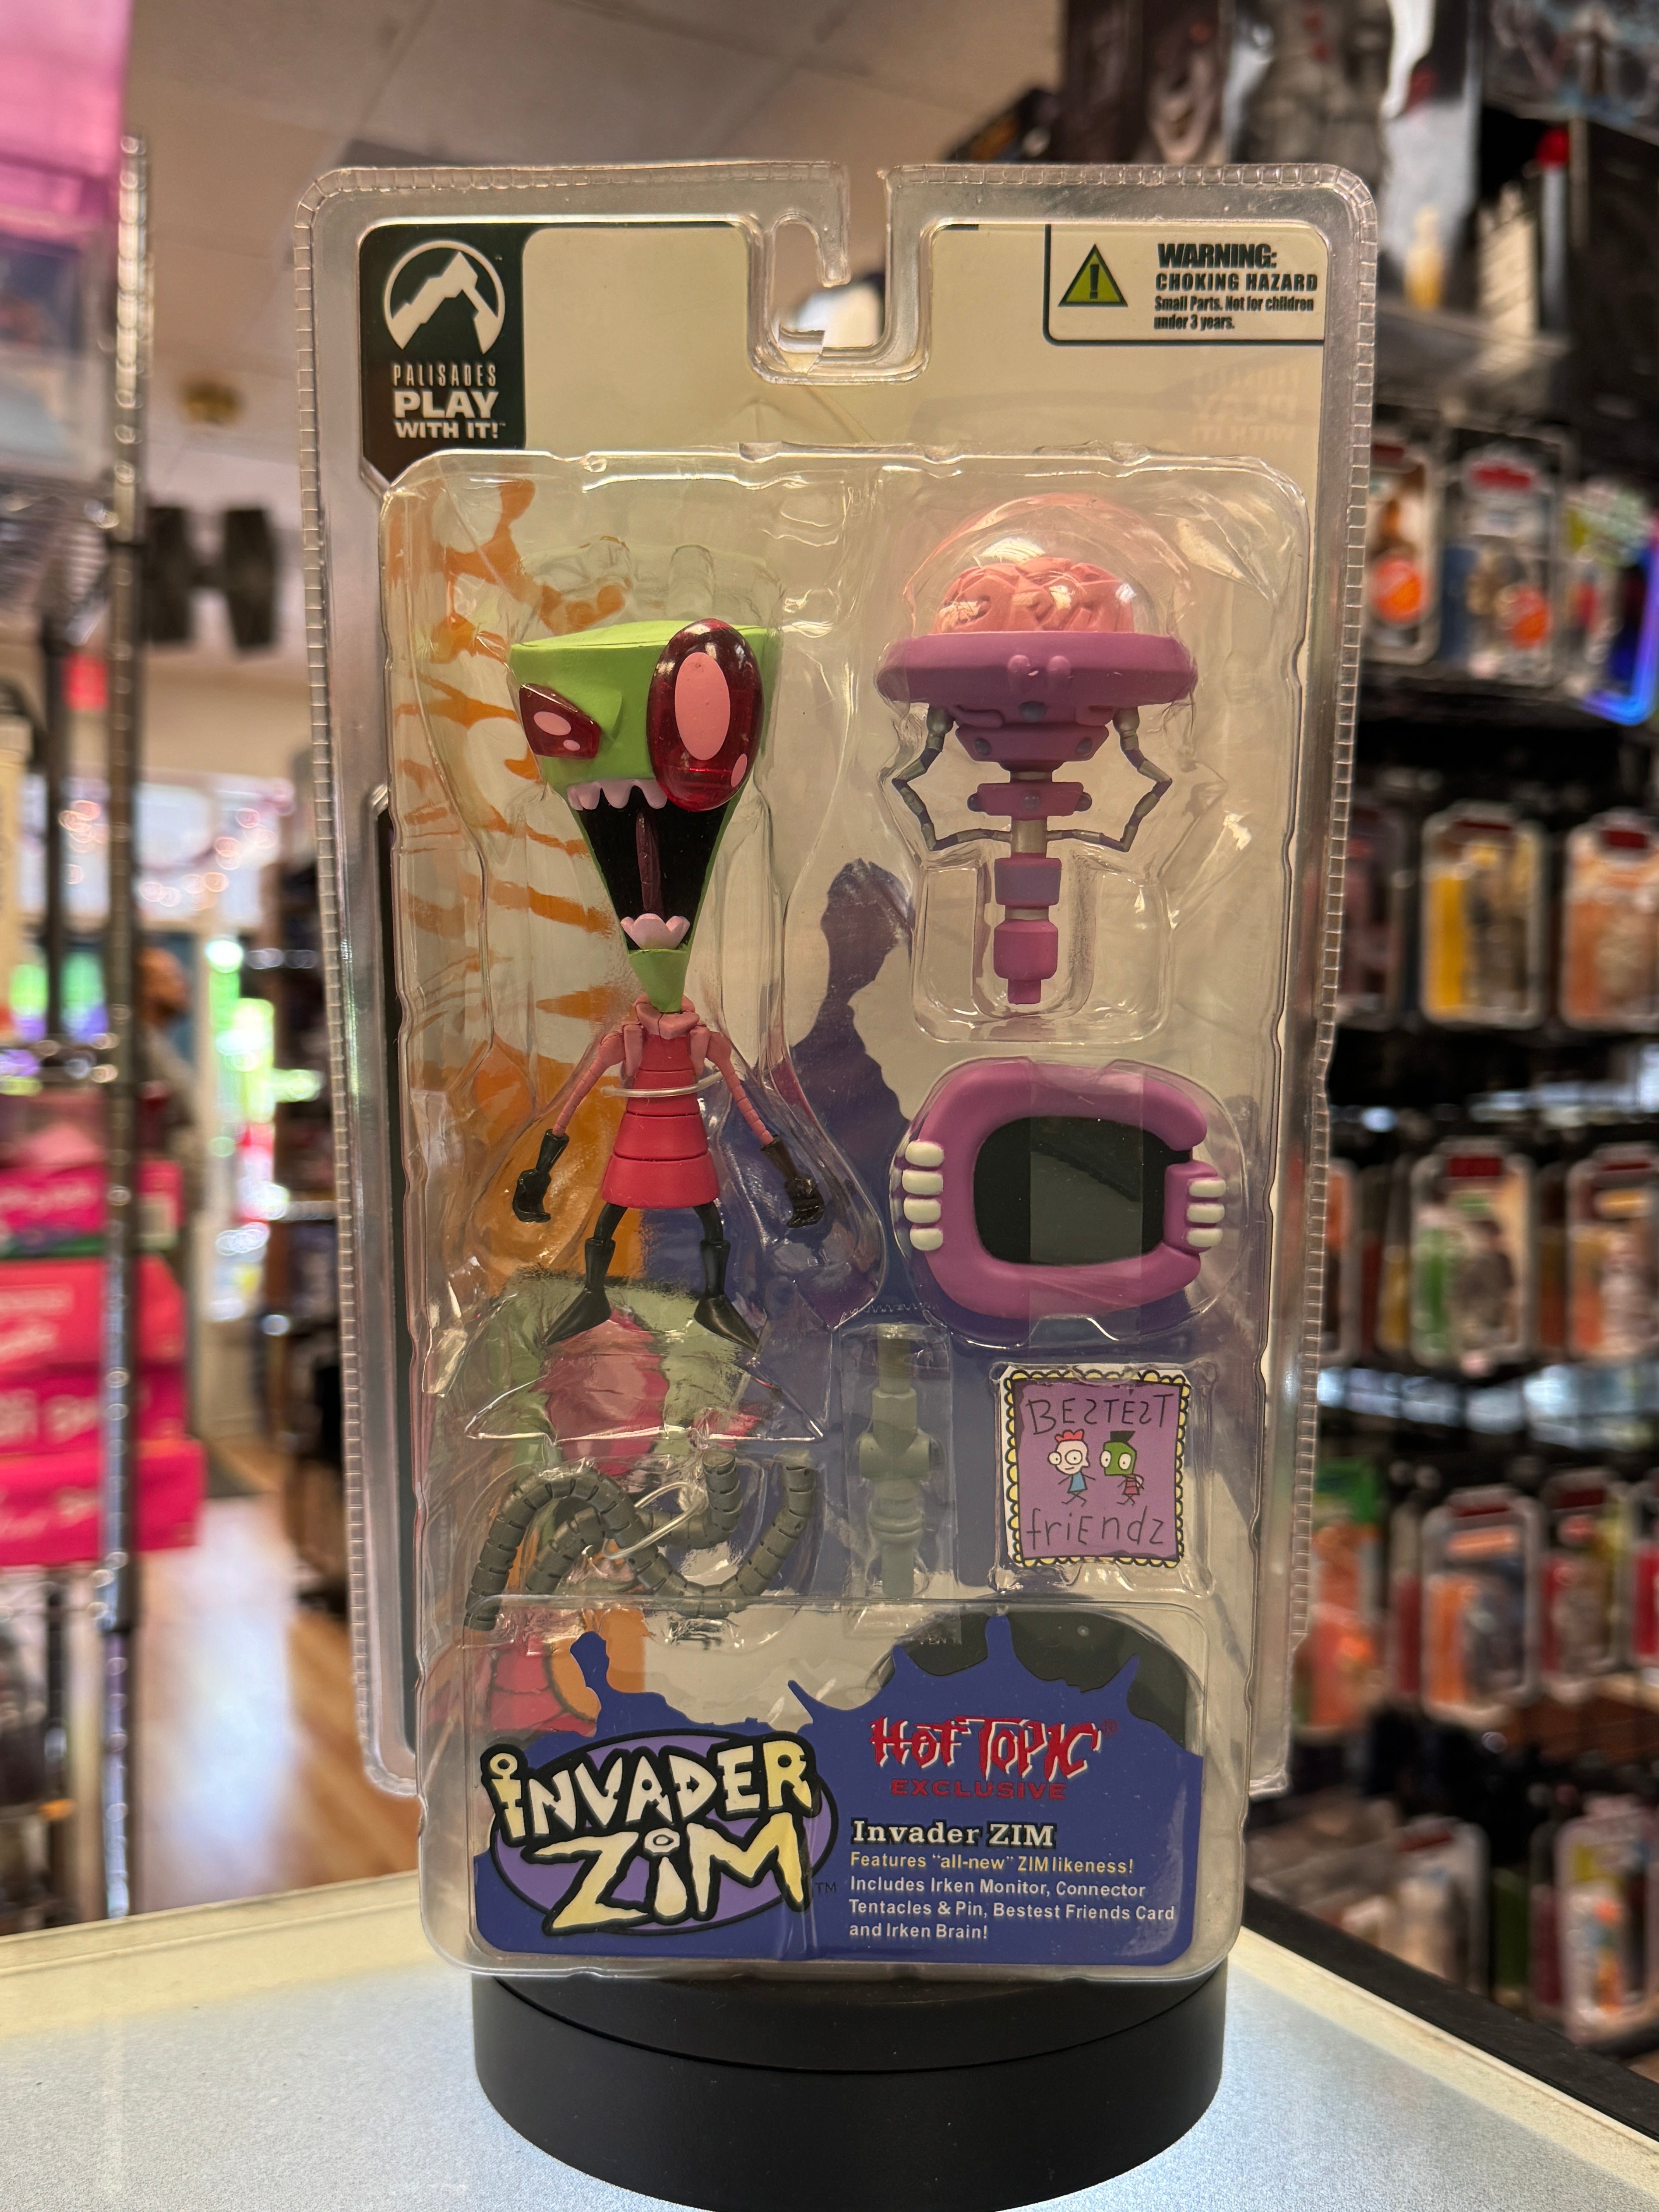 PALISADES
PLAY
WITH IT!™
WARNING:
CHOKING HAZARD
Small Parts. Not for children
under 3 years.
BESTEST
friEndz
INVADER
ZiM™
HOT TOPIC®
EXCLUSIVE
Invader ZIM
Features "all-new" ZIM likeness!
Includes Irken Monitor, Connector
Tentacles & Pin, Bestest Friends Card
and Irken Brain!